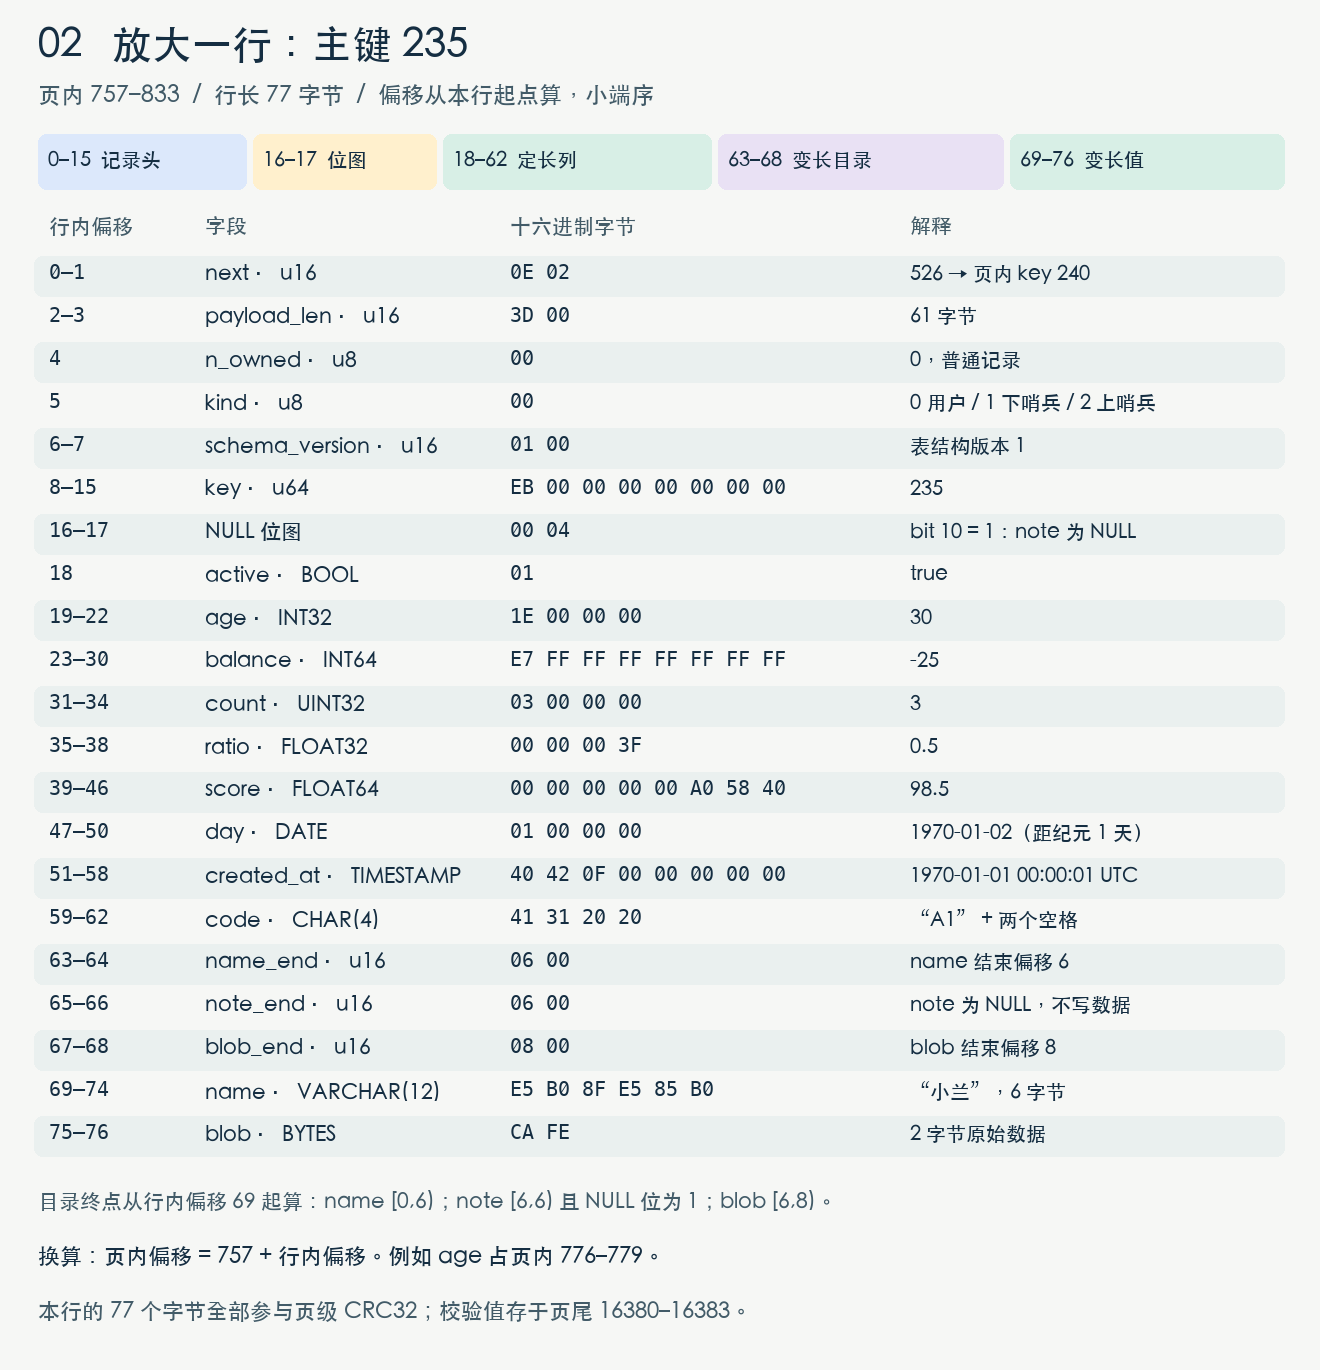 02 放大一行：主键 235
页内 757–833 / 行长 77 字节 / 偏移从本行起点算，小端序
0–15 记录头 16–17 位图 18–62 定长列 63–68 变长目录 69–76 变长值
行内偏移 字段 十六进制字节 解释
0–1 next · u16 0E 02 526 → 页内 key 240
2–3 payload_len · u16 3D 00 61 字节
4 n_owned · u8 00 0，普通记录
5 kind · u8 00 0 用户 / 1 下哨兵 / 2 上哨兵
6–7 schema_version · u16 01 00 表结构版本 1
8–15 key · u64 EB 00 00 00 00 00 00 00 235
16–17 NULL 位图 00 04 bit 10 = 1：note 为 NULL
18 active · BOOL 01 true
19–22 age · INT32 1E 00 00 00 30
23–30 balance · INT64 E7 FF FF FF FF FF FF FF -25
31–34 count · UINT32 03 00 00 00 3
35–38 ratio · FLOAT32 00 00 00 3F 0.5
39–46 score · FLOAT64 00 00 00 00 00 A0 58 40 98.5
47–50 day · DATE 01 00 00 00 1970-01-02（距纪元 1 天）
51–58 created_at · TIMESTAMP 40 42 0F 00 00 00 00 00 1970-01-01 00:00:01 UTC
59–62 code · CHAR(4) 41 31 20 20 “A1” + 两个空格
63–64 name_end · u16 06 00 name 结束偏移 6
65–66 note_end · u16 06 00 note 为 NULL，不写数据
67–68 blob_end · u16 08 00 blob 结束偏移 8
69–74 name · VARCHAR(12) E5 B0 8F E5 85 B0 “小兰”，6 字节
75–76 blob · BYTES CA FE 2 字节原始数据
目录终点从行内偏移 69 起算：name [0,6)；note [6,6) 且 NULL 位为 1；blob [6,8)。
换算：页内偏移 = 757 + 行内偏移。例如 age 占页内 776–779。
本行的 77 个字节全部参与页级 CRC32；校验值存于页尾 16380–16383。